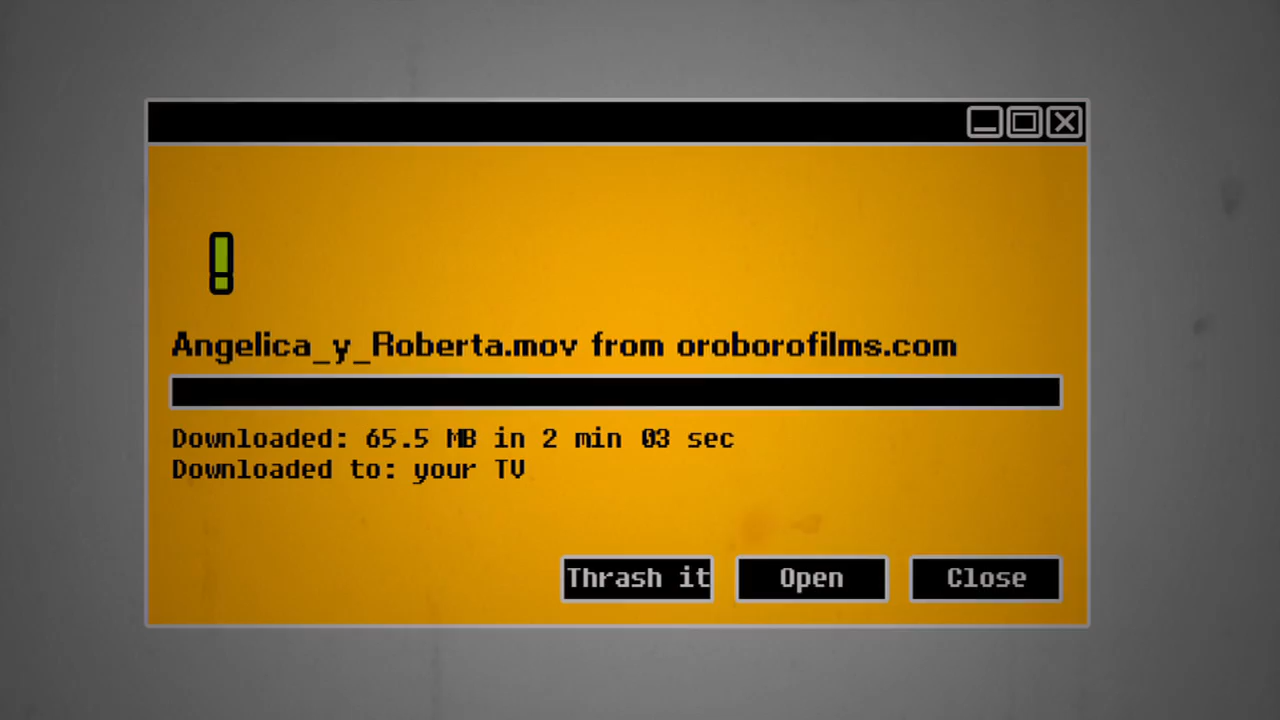 !
Angelica_y_Roberta.mov from oroborofilms.com
Downloaded: 65.5 MB in 2 min 03 sec
Downloaded to: your TV
Thrash it Open Close